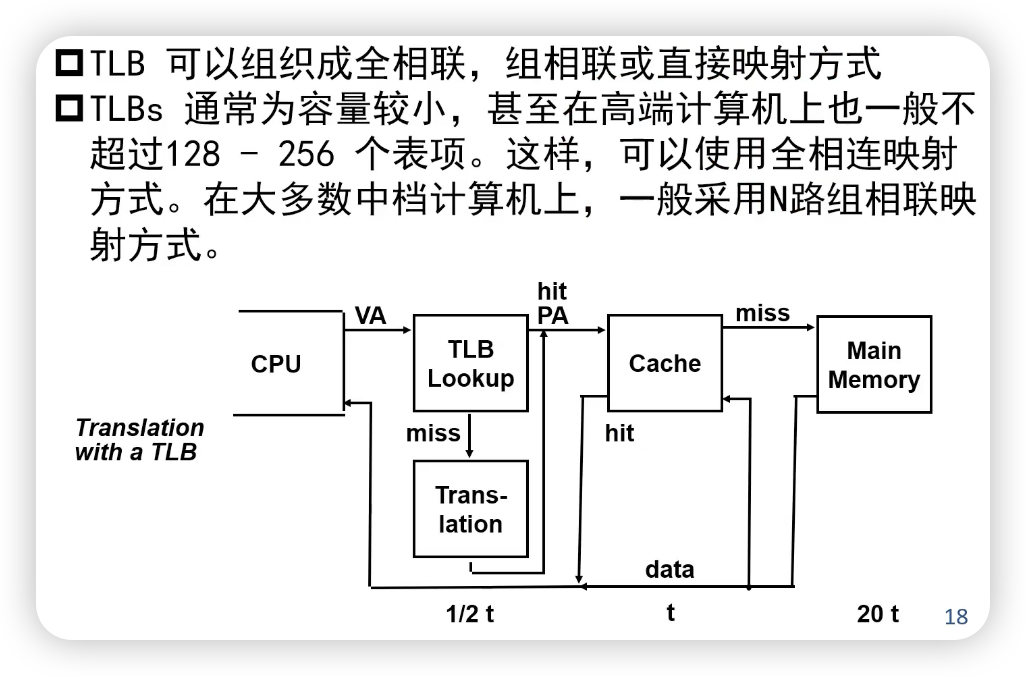 TLB 可以组织成全相联，组相联或直接映射方式
TLBs 通常为容量较小，甚至在高端计算机上也一般不
超过128 － 256 个表项。这样，可以使用全相连映射
方式。在大多数中档计算机上，一般采用N路组相联映
射方式。
hit
VA
PA
miss
CPU
TLB
Lookup
Cache
Main
Memory
Translation
with a TLB
miss
hit
Trans-
lation
data
1/2 t
t
20 t
18